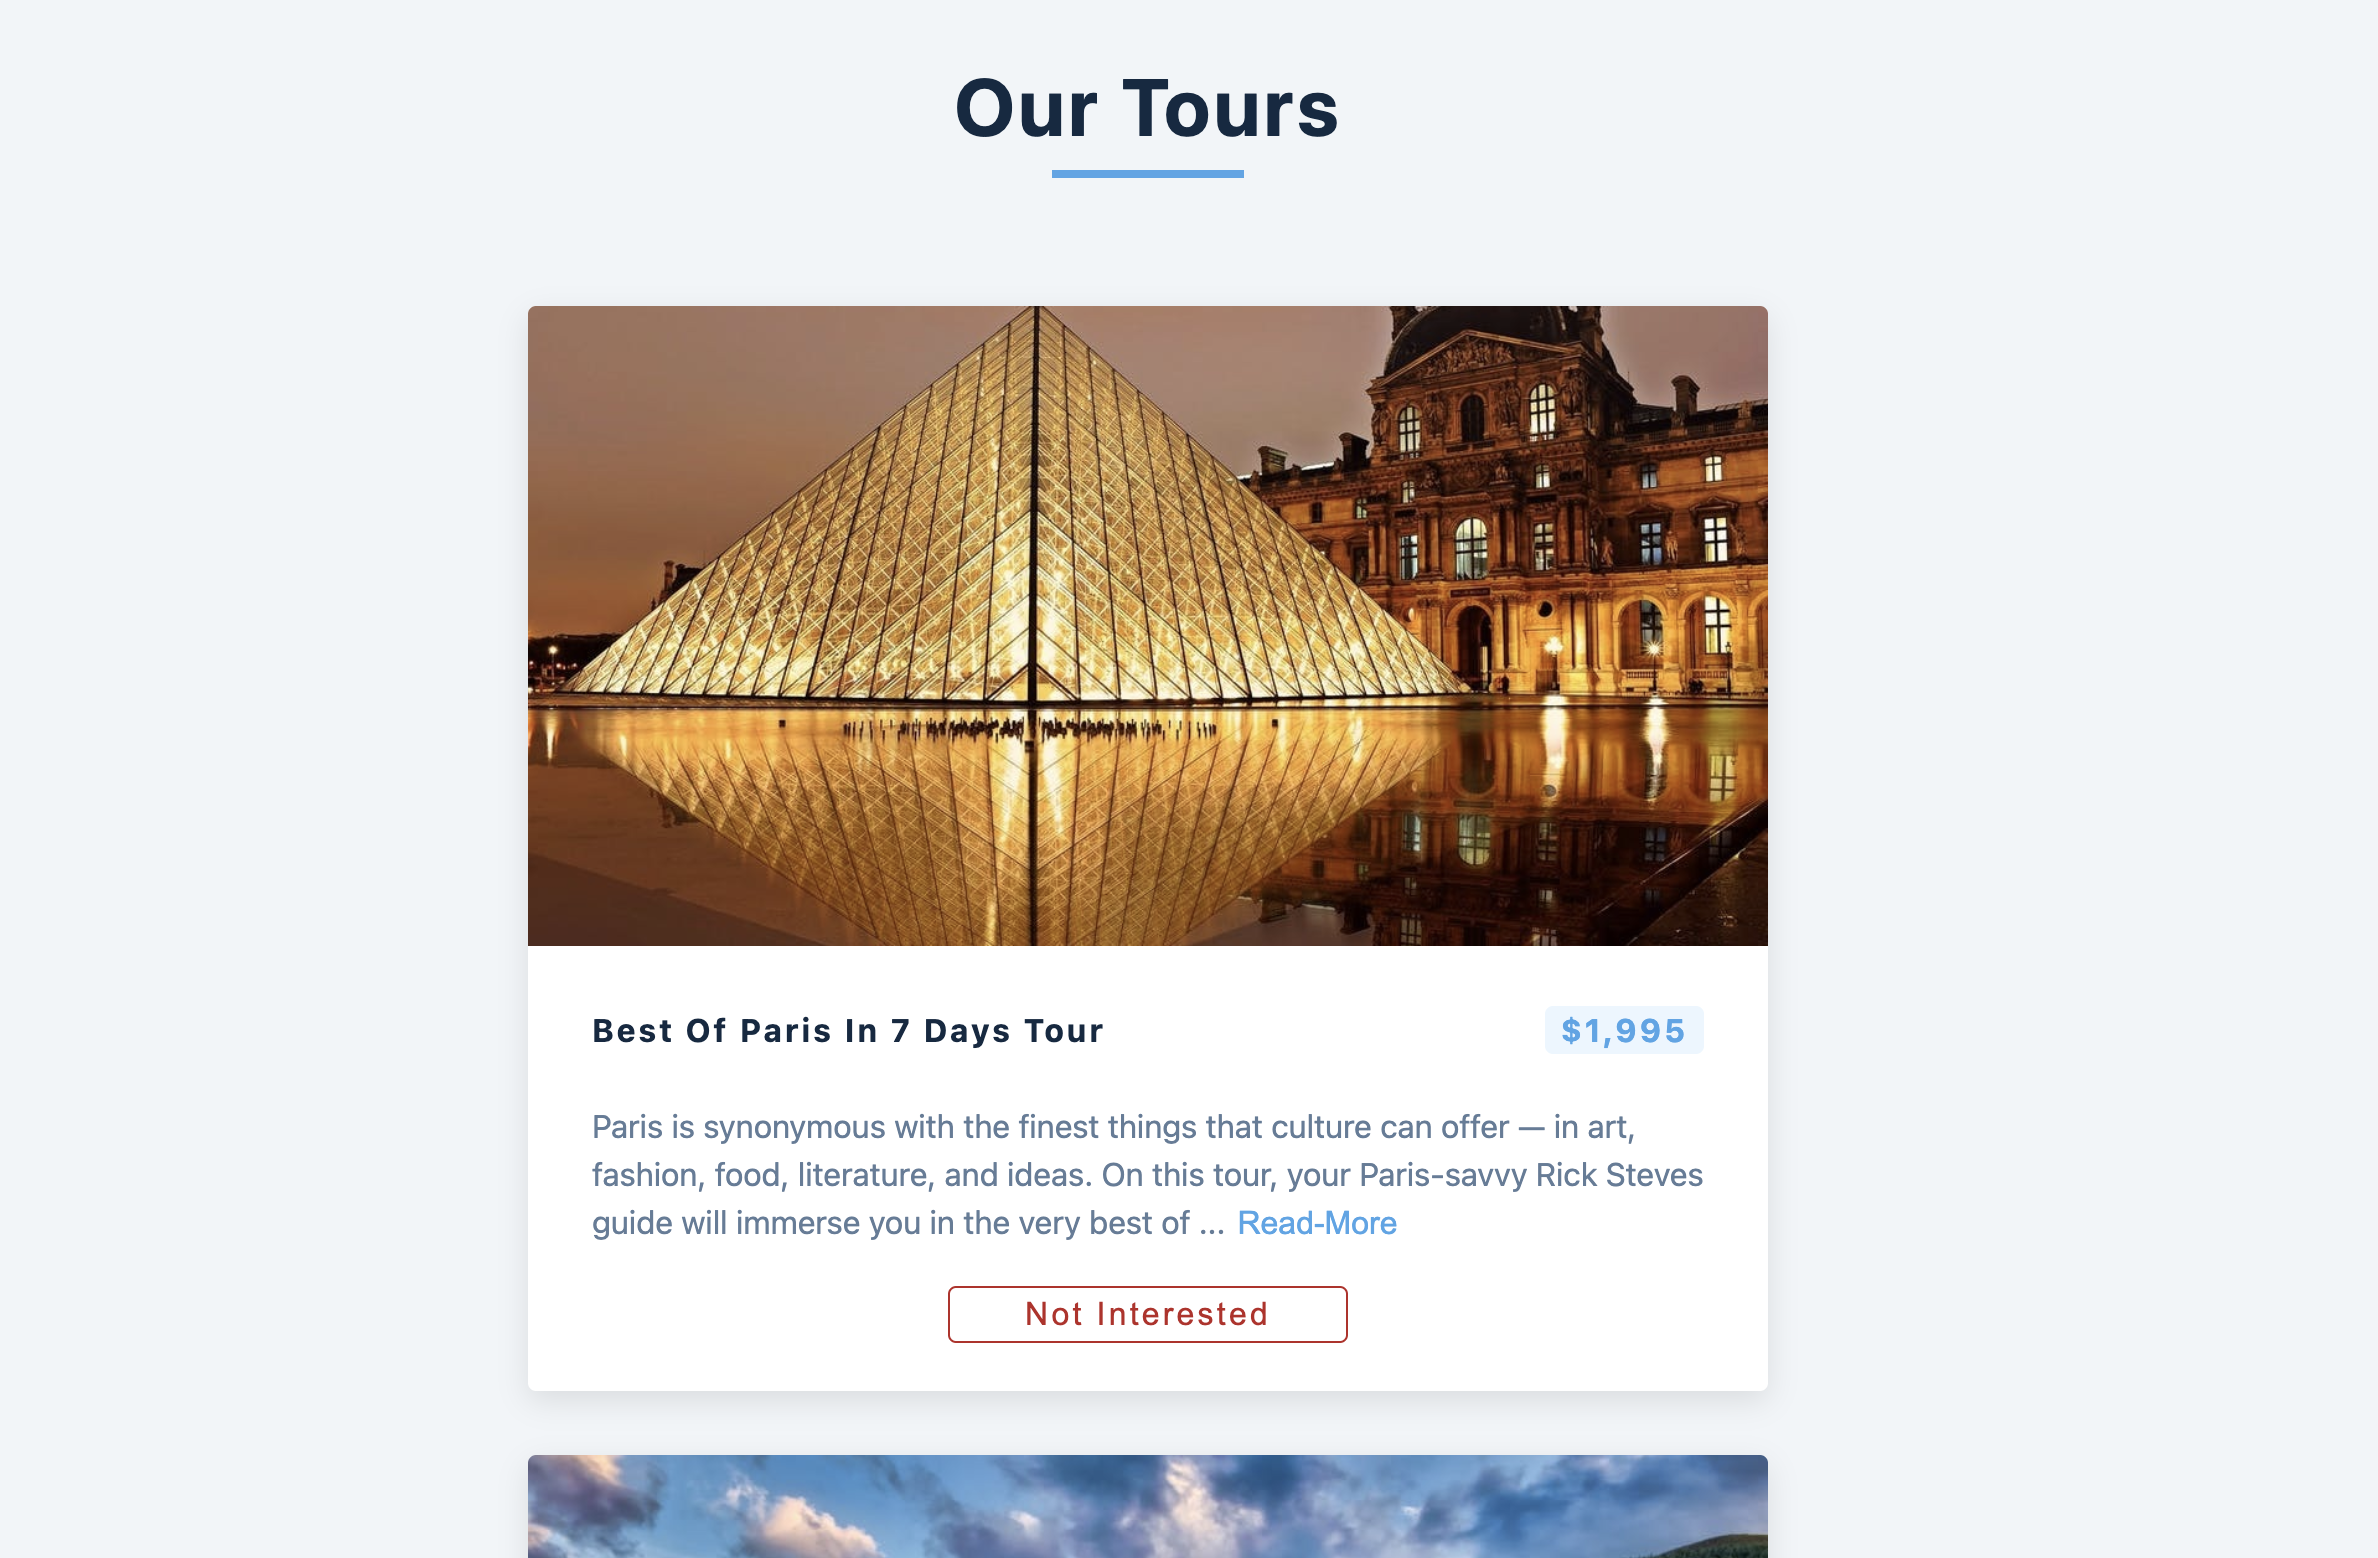 Our Tours
Best Of Paris In 7 Days Tour
$1,995
Paris is synonymous with the finest things that culture can offer — in art,
fashion, food, literature, and ideas. On this tour, your Paris-savvy Rick Steves
guide will immerse you in the very best of ... Read-More
Not Interested